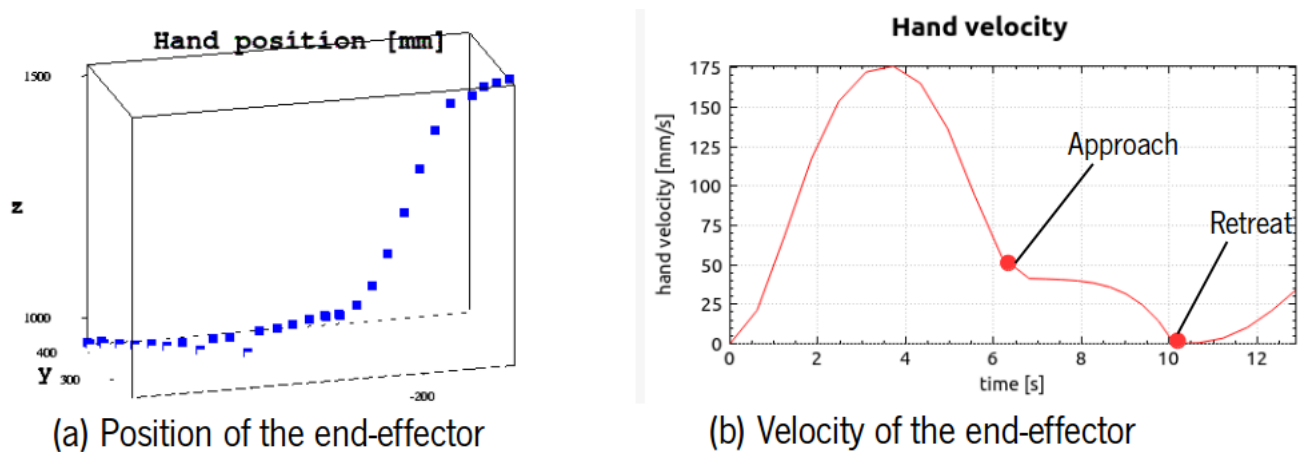 Hand position [mm]
1500
z
1000
400
Y 300
-200
(a) Position of the end-effector
Hand velocity
175
150
125
100
75
50
25
0
hand velocity [mm/s]
Approach
Retreat
0 2 4 6 8 10 12
time [s]
(b) Velocity of the end-effector